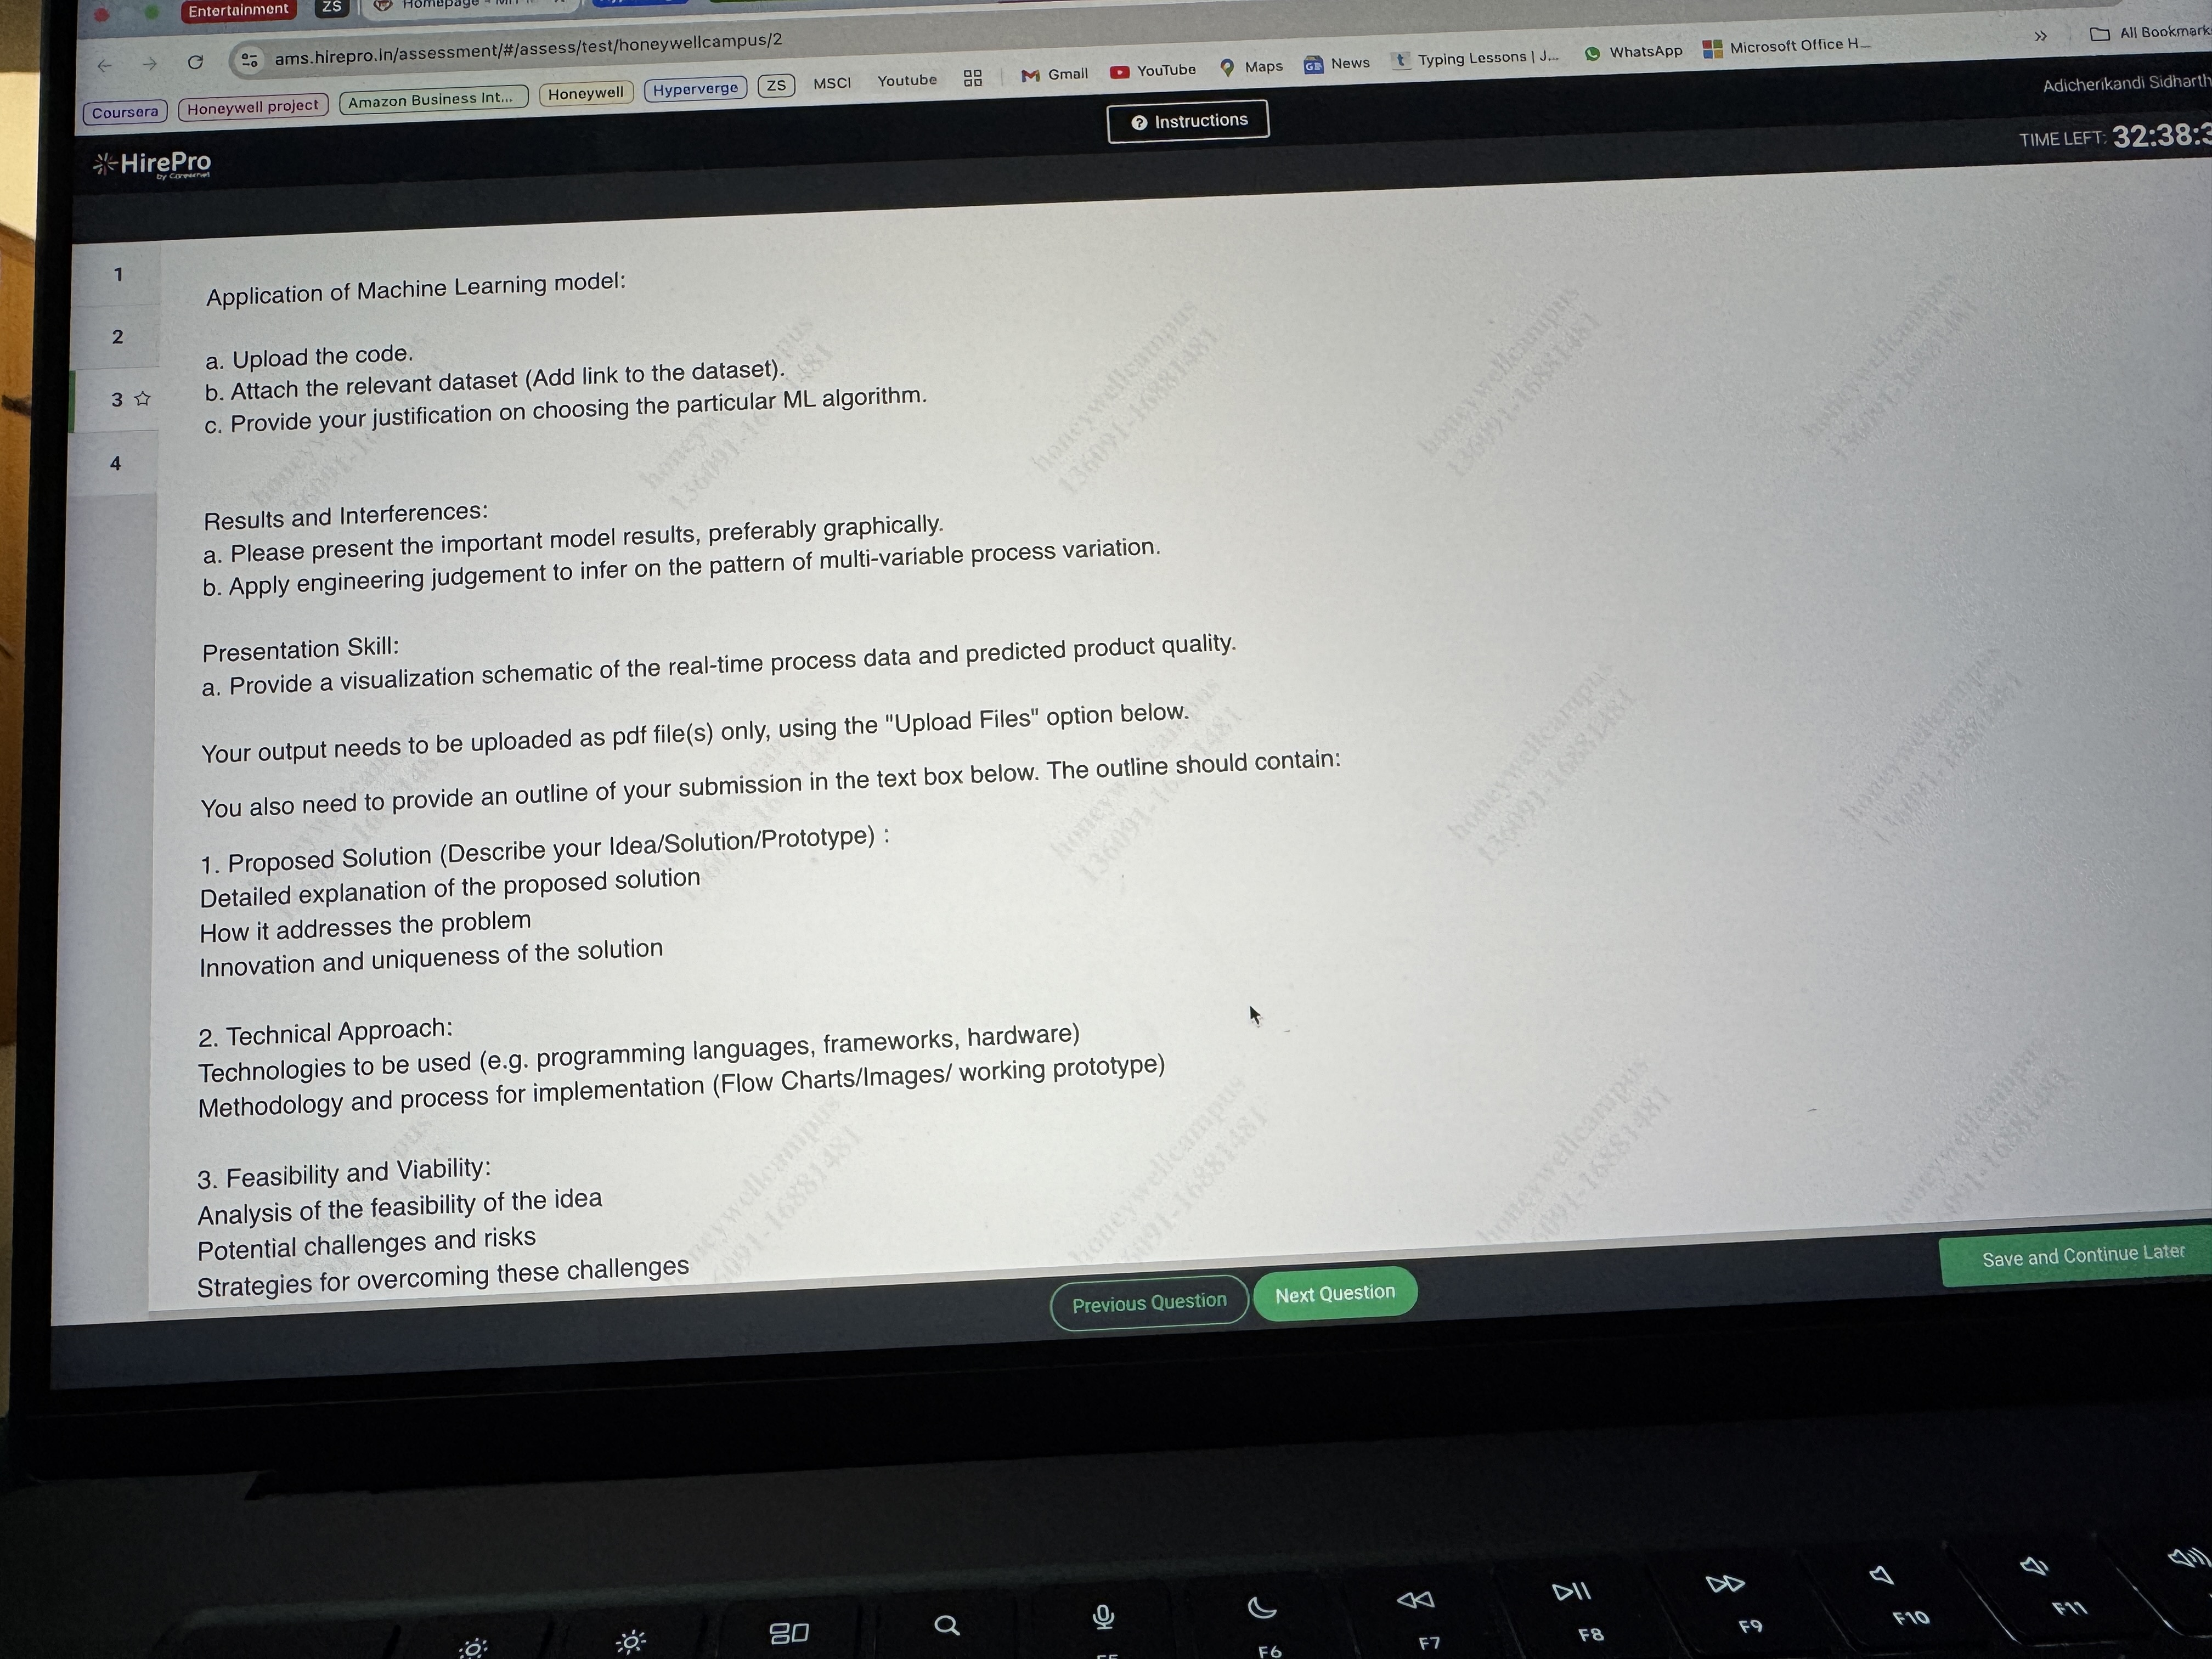 Entertainment
ZS
Homepage
ams.hirepro.in/assessment/#/assess/test/honeywellcampus/2
Coursera
Honeywell project
Amazon Business Int...
Honeywell
Hyperverge
ZS
MSCI
Youtube
Gmail
YouTube
Maps
News
Typing Lessons | J...
WhatsApp
Microsoft Office H...
All Bookmark
Adicherikandi Sidharth
Instructions
HirePro
by Careernet
TIME LEFT: 32:38:3
1
2
3
4
Application of Machine Learning model:
a. Upload the code.
b. Attach the relevant dataset (Add link to the dataset).
c. Provide your justification on choosing the particular ML algorithm.
Results and Interferences:
a. Please present the important model results, preferably graphically.
b. Apply engineering judgement to infer on the pattern of multi-variable process variation.
Presentation Skill:
a. Provide a visualization schematic of the real-time process data and predicted product quality.
Your output needs to be uploaded as pdf file(s) only, using the "Upload Files" option below.
You also need to provide an outline of your submission in the text box below. The outline should contain:
1. Proposed Solution (Describe your Idea/Solution/Prototype) :
Detailed explanation of the proposed solution
How it addresses the problem
Innovation and uniqueness of the solution
2. Technical Approach:
Technologies to be used (e.g. programming languages, frameworks, hardware)
Methodology and process for implementation (Flow Charts/Images/ working prototype)
3. Feasibility and Viability:
Analysis of the feasibility of the idea
Potential challenges and risks
Strategies for overcoming these challenges
honeywellcampus
136091-16881481
Previous Question
Next Question
Save and Continue Later
F6
F7
F8
F9
F10
F11